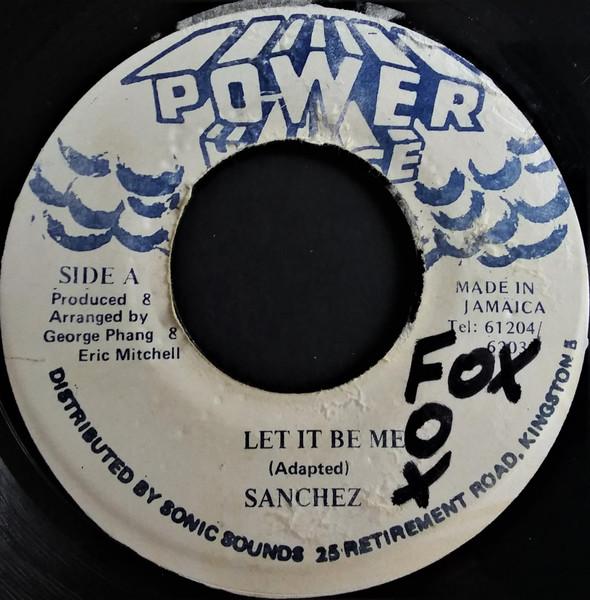 POWER
SIDE A
Produced &
Arranged by
George Phang &
Eric Mitchell
MADE IN
JAMAICA
Tel: 61204/
FOX
FOX
LET IT BE ME
(Adapted)
SANCHEZ
DISTRIBUTED BY SONIC SOUNDS 25 RETIREMENT ROAD, KINGSTON 5